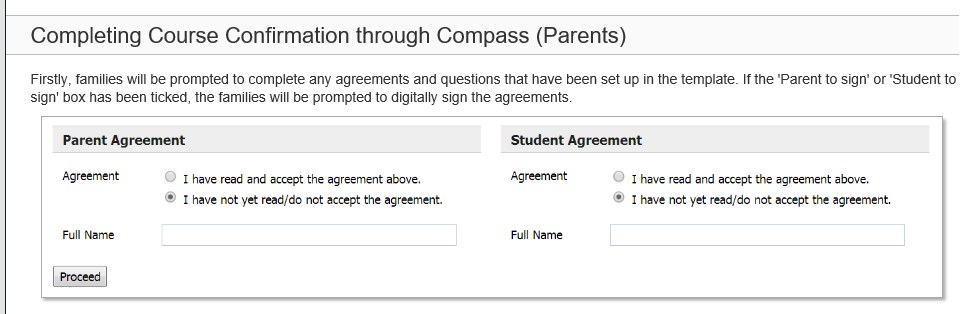 Completing Course Confirmation through Compass (Parents)
Firstly, families will be prompted to complete any agreements and questions that have been set up in the template. If the 'Parent to sign' or 'Student to
sign' box has been ticked, the families will be prompted to digitally sign the agreements.
Parent Agreement
Agreement
I have read and accept the agreement above.
I have not yet read/do not accept the agreement.
Full Name
Student Agreement
Agreement
I have read and accept the agreement above.
I have not yet read/do not accept the agreement.
Full Name
Proceed